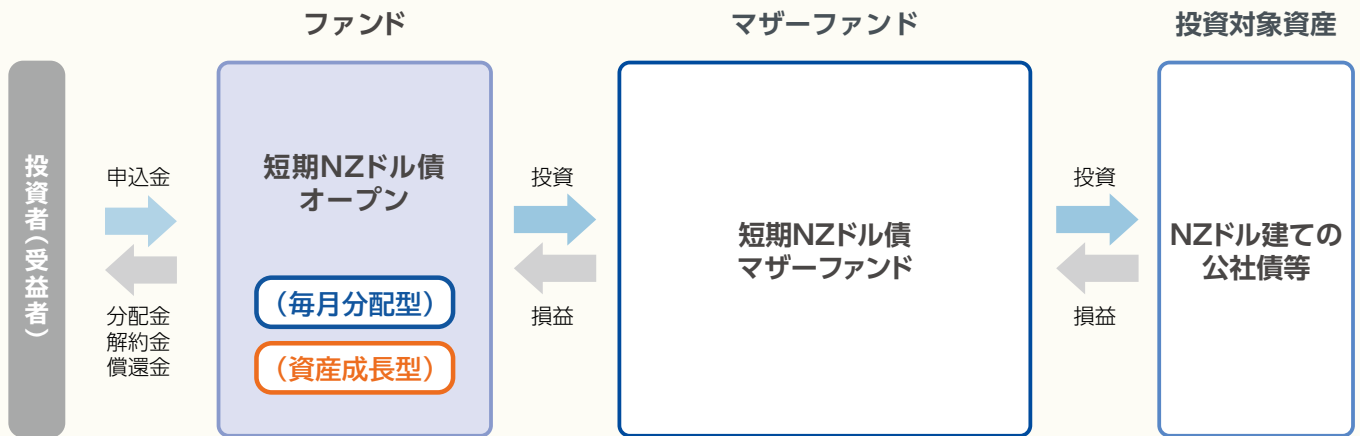 ファンド
マザーファンド
投資対象資産
投資者(受益者)
申込金
分配金
解約金
償還金
短期NZドル債
オープン
(毎月分配型)
(資産成長型)
投資
損益
短期NZドル債
マザーファンド
投資
損益
NZドル建ての
公社債等